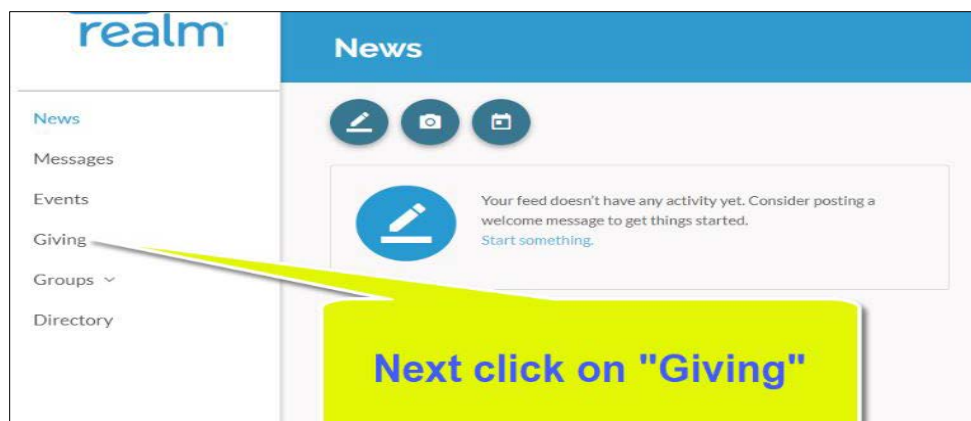 realm
News
News
Messages
Events
Giving
Groups
Directory
Your feed doesn't have any activity yet. Consider posting a
welcome message to get things started.
Start something.
Next click on "Giving"